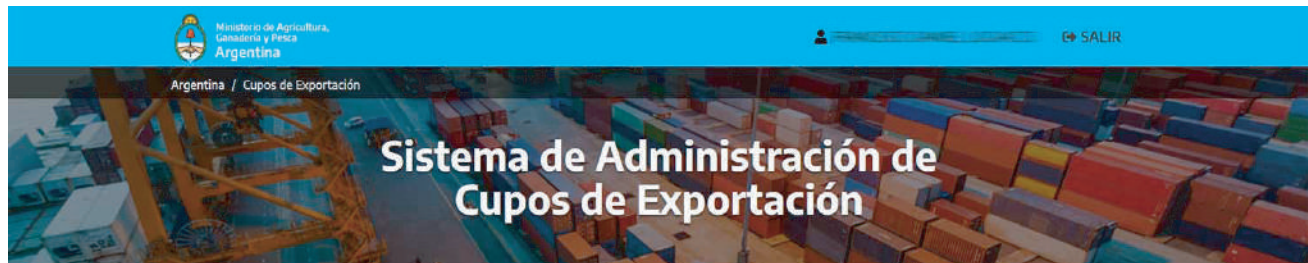 Ministerio de Agricultura,
Ganadería y Pesca
Argentina
SALIR
Argentina / Cupos de Exportación
Sistema de Administración de
Cupos de Exportación